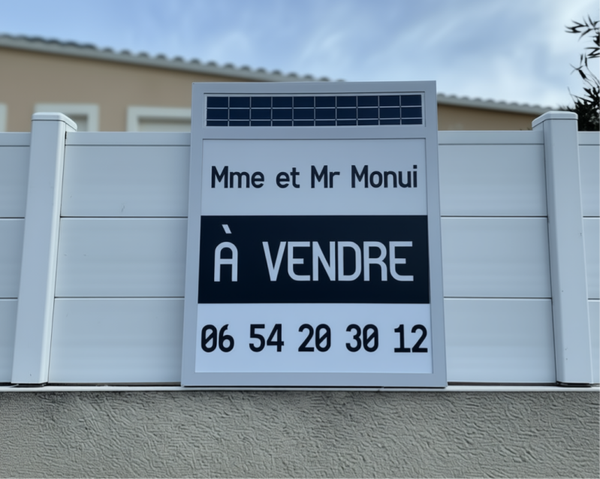 Mme et Mr Monui
À VENDRE
06 54 20 30 12